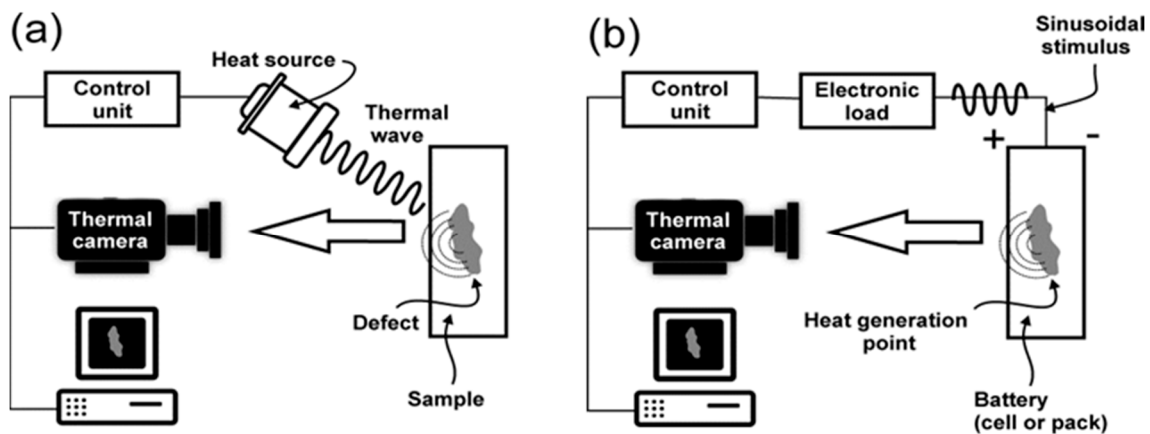 (a)
Heat source
Control
unit
Thermal
wave
Thermal
camera
Defect
Sample
(b)
Sinusoidal
stimulus
Control
unit
Electronic
load
+
-
Thermal
camera
Heat generation
point
Battery
(cell or pack)